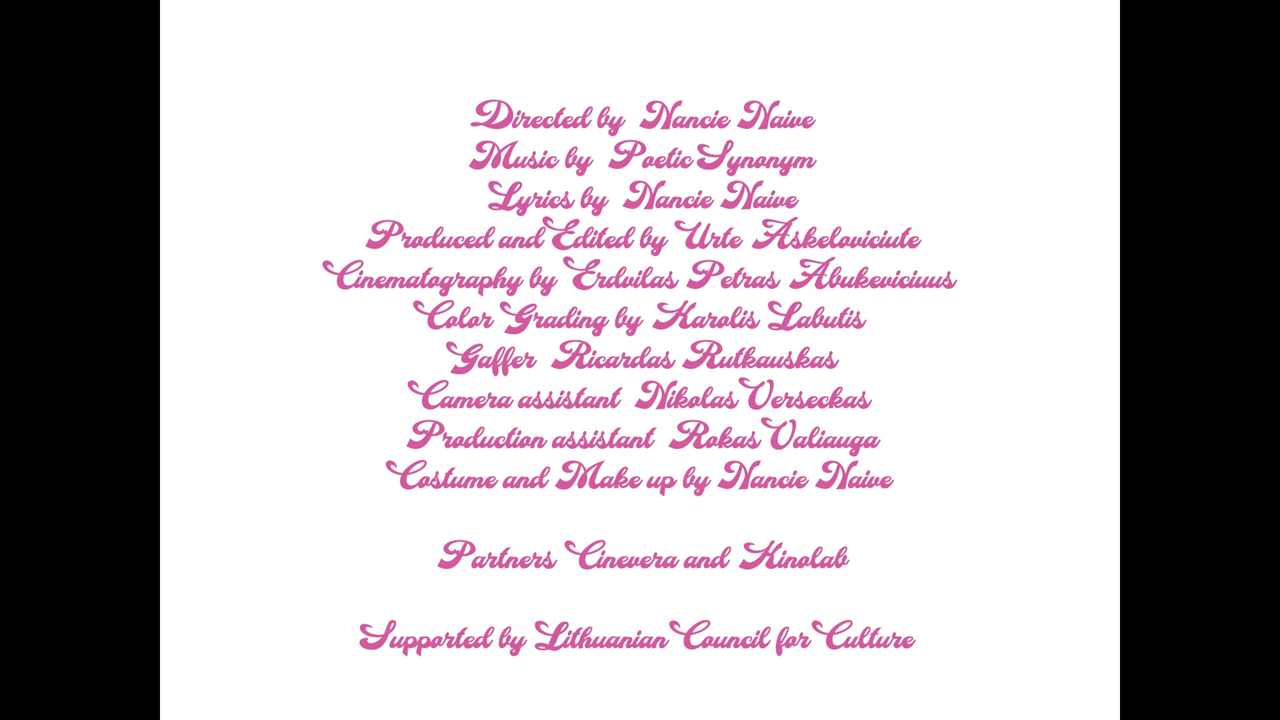 Directed by Nancie Naive
Music by Poetic Synonym
Lyrics by Nancie Naive
Produced and Edited by Urte Askeloviciute
Cinematography by Erdvilas Petras Abukeviciuus
Color Grading by Karolis Labutis
Gaffer Ricardas Rutkauskas
Camera assistant Nikolas Verseckas
Production assistant Rokas Valiauga
Costume and Make up by Nancie Naive
Partners Cinevera and Kinolab
Supported by Lithuanian Council for Culture